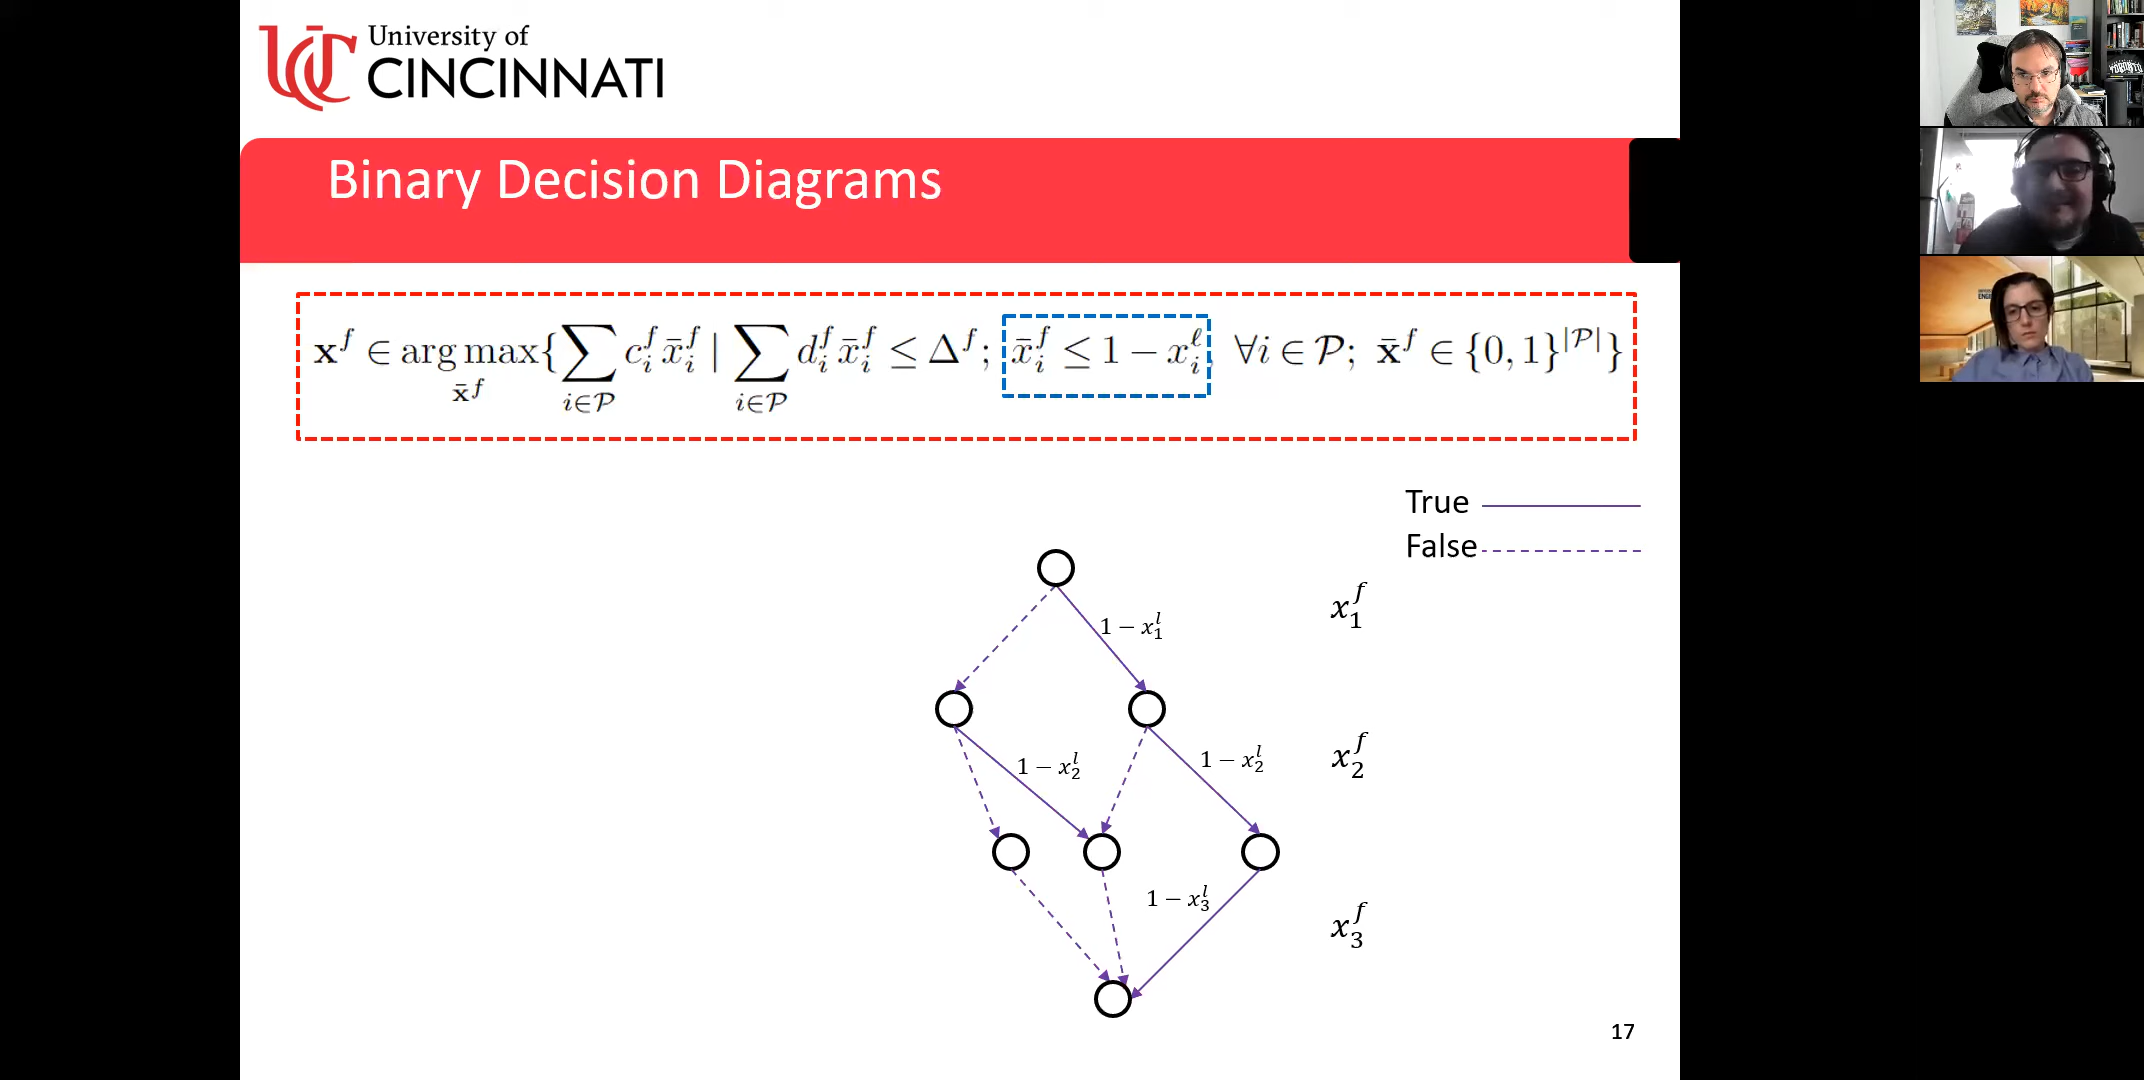 University of
CINCINNATI
Binary Decision Diagrams
𝐱^f ∈ arg max_{x̄^f} {∑_{i∈𝒫} c_i^f x̄_i^f | ∑_{i∈𝒫} d_i^f x̄_i^f ≤ Δ^f; x̄_i^f ≤ 1 − x_i^ℓ, ∀i ∈ 𝒫; x̄^f ∈ {0, 1}^{|𝒫|}}
True
False
x_1^f
1 − x_1^l
x_2^f
1 − x_2^l
1 − x_2^l
1 − x_3^l
x_3^f
17